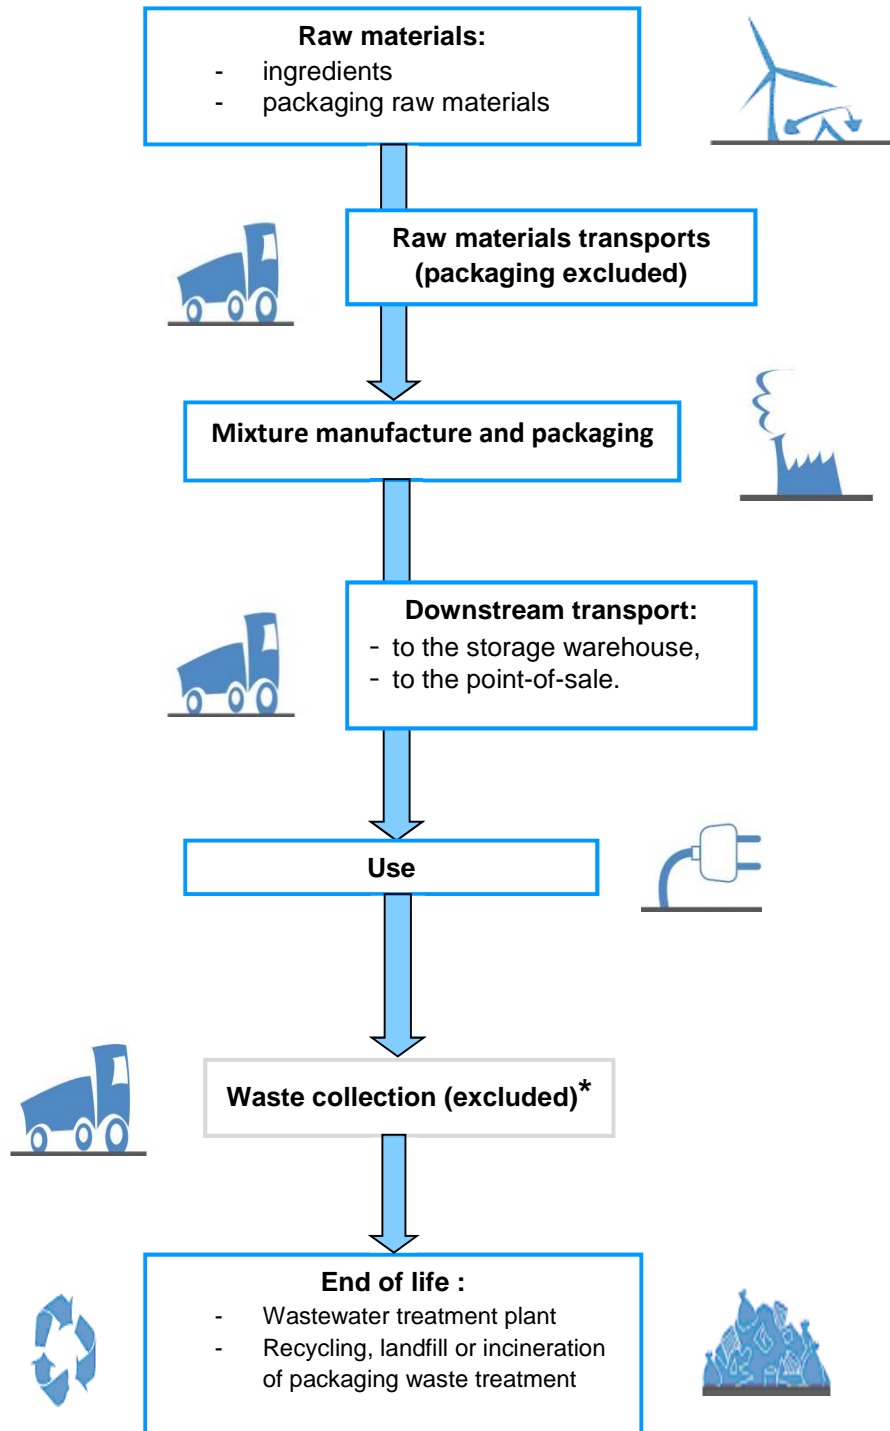 Raw materials:
- ingredients
- packaging raw materials
Raw materials transports
(packaging excluded)
Mixture manufacture and packaging
Downstream transport:
- to the storage warehouse,
- to the point-of-sale.
Use
Waste collection (excluded)*
End of life :
- Wastewater treatment plant
- Recycling, landfill or incineration
of packaging waste treatment